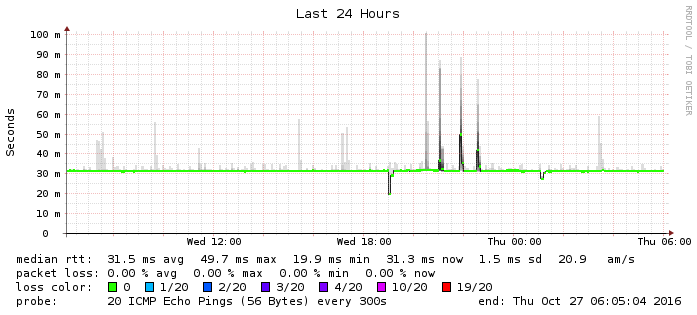 Last 24 Hours
RRDTOOL / TOBI OETIKER
Seconds
100 m
90 m
80 m
70 m
60 m
50 m
40 m
30 m
20 m
10 m
0
Wed 12:00 Wed 18:00 Thu 00:00 Thu 06:00
median rtt: 31.5 ms avg 49.7 ms max 19.9 ms min 31.3 ms now 1.5 ms sd 20.9 am/s
packet loss: 0.00 % avg 0.00 % max 0.00 % min 0.00 % now
loss color: 0 1/20 2/20 3/20 4/20 10/20 19/20
probe: 20 ICMP Echo Pings (56 Bytes) every 300s end: Thu Oct 27 06:05:04 2016